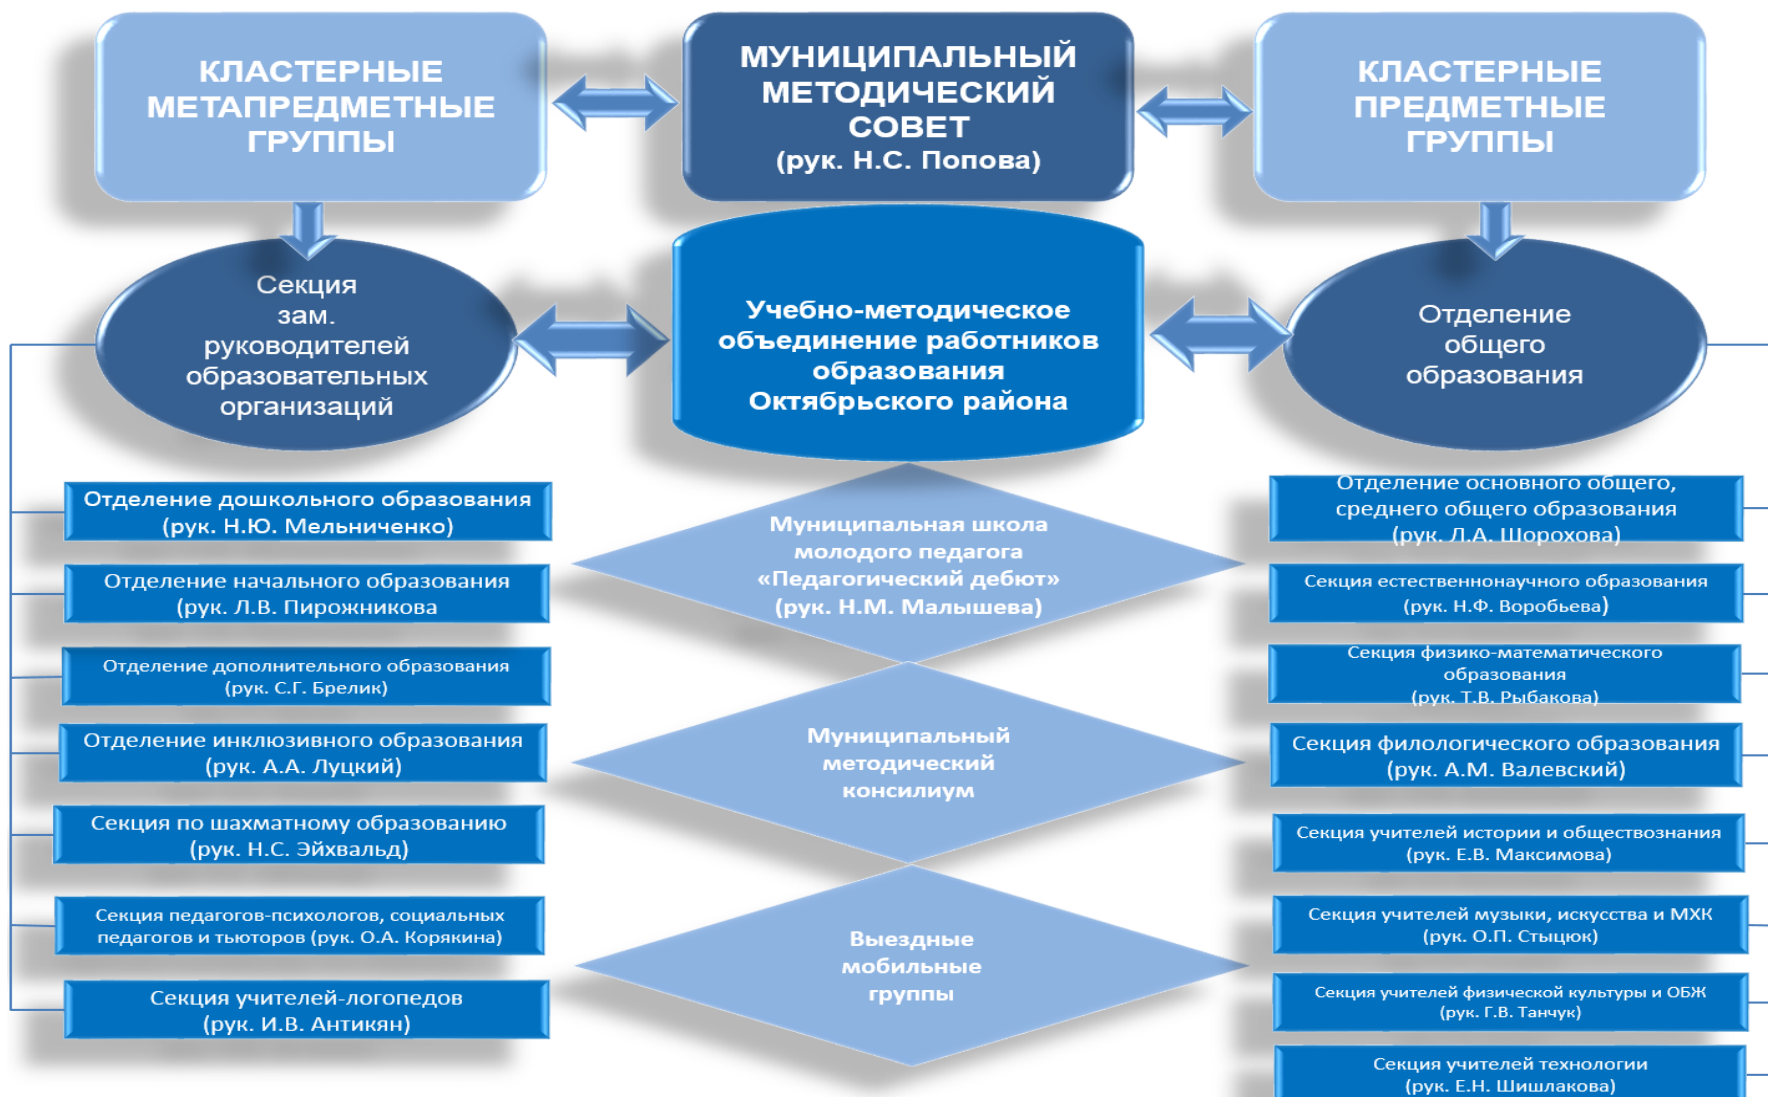 КЛАСТЕРНЫЕ
МЕТАПРЕДМЕТНЫЕ
ГРУППЫ
МУНИЦИПАЛЬНЫЙ
МЕТОДИЧЕСКИЙ
СОВЕТ
(рук. Н.С. Попова)
КЛАСТЕРНЫЕ
ПРЕДМЕТНЫЕ
ГРУППЫ
Секция
зам.
руководителей
образовательных
организаций
Учебно-методическое
объединение работников
образования
Октябрьского района
Отделение
общего
образования
Отделение дошкольного образования
(рук. Н.Ю. Мельниченко)
Отделение начального образования
(рук. Л.В. Пирожникова
Отделение дополнительного образования
(рук. С.Г. Брелик)
Отделение инклюзивного образования
(рук. А.А. Луцкий)
Секция по шахматному образованию
(рук. Н.С. Эйхвальд)
Секция педагогов-психологов, социальных
педагогов и тьюторов (рук. О.А. Корякина)
Секция учителей-логопедов
(рук. И.В. Антикян)
Муниципальная школа
молодого педагога
«Педагогический дебют»
(рук. Н.М. Малышева)
Муниципальный
методический
консилиум
Выездные
мобильные
группы
Отделение основного общего,
среднего общего образования
(рук. Л.А. Шорохова)
Секция естественнонаучного образования
(рук. Н.Ф. Воробьева)
Секция физико-математического
образования
(рук. Т.В. Рыбакова)
Секция филологического образования
(рук. А.М. Валевский)
Секция учителей истории и обществознания
(рук. Е.В. Максимова)
Секция учителей музыки, искусства и МХК
(рук. О.П. Стыцюк)
Секция учителей физической культуры и ОБЖ
(рук. Г.В. Танчук)
Секция учителей технологии
(рук. Е.Н. Шишлакова)